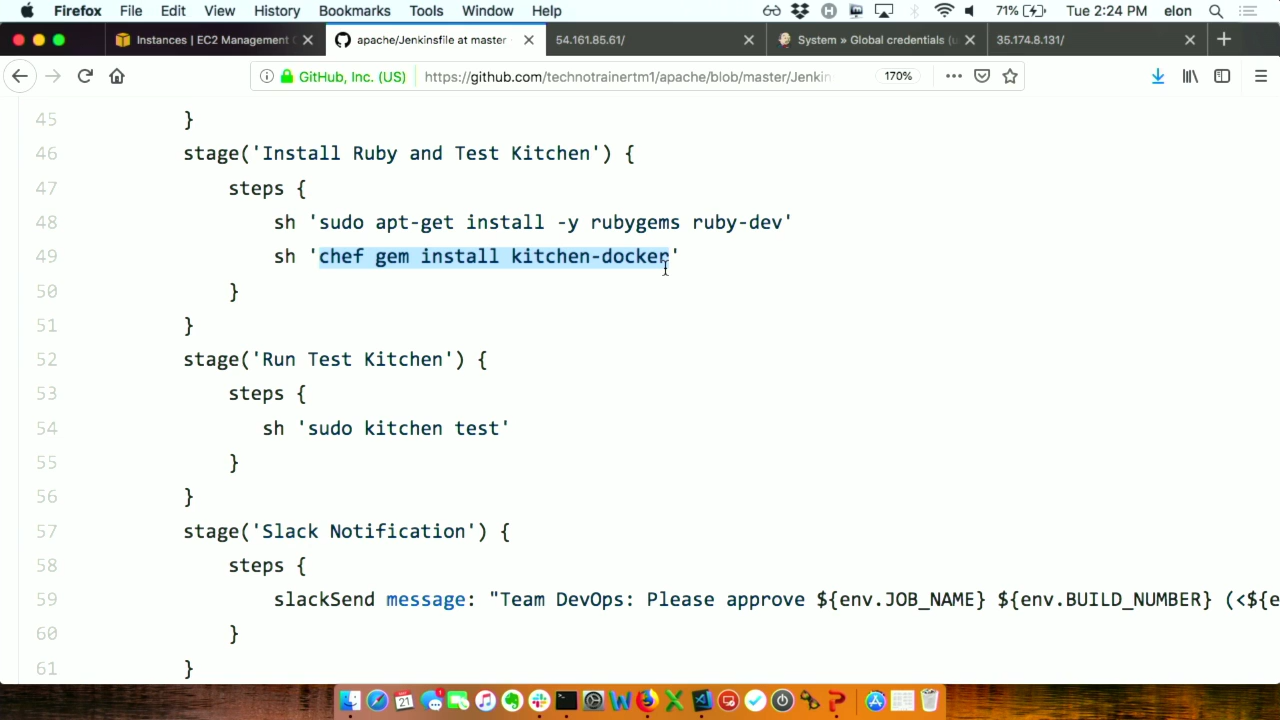 Firefox File Edit View History Bookmarks Tools Window Help 71% Tue 2:24 PM elon
Instances | EC2 Management C apache/Jenkinsfile at master 54.161.85.61/ System » Global credentials (u 35.174.8.131/
GitHub, Inc. (US) https://github.com/technotrainertm1/apache/blob/master/Jenkin 170%
45 }
46 stage('Install Ruby and Test Kitchen') {
47 steps {
48 sh 'sudo apt-get install -y rubygems ruby-dev'
49 sh 'chef gem install kitchen-docker'
50 }
51 }
52 stage('Run Test Kitchen') {
53 steps {
54 sh 'sudo kitchen test'
55 }
56 }
57 stage('Slack Notification') {
58 steps {
59 slackSend message: "Team DevOps: Please approve ${env.JOB_NAME} ${env.BUILD_NUMBER} (<${e
60 }
61 }